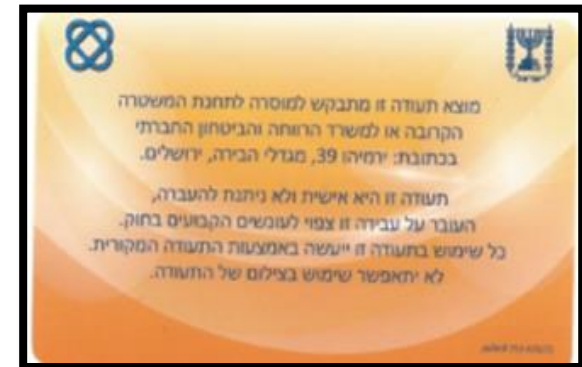 מוצא תעודה זו מתבקש למוסרה לתחנת המשטרה
הקרובה או למשרד הרווחה והביטחון החברתי
בכתובת: ירמיהו 39, מגדלי הבירה, ירושלים.
תעודה זו היא אישית ולא ניתנת להעברה,
העובר על עבירה זו צפוי לעונשים הקבועים בחוק.
כל שימוש בתעודה זו ייעשה באמצעות התעודה המקורית.
לא יתאפשר שימוש בצילום של התעודה.